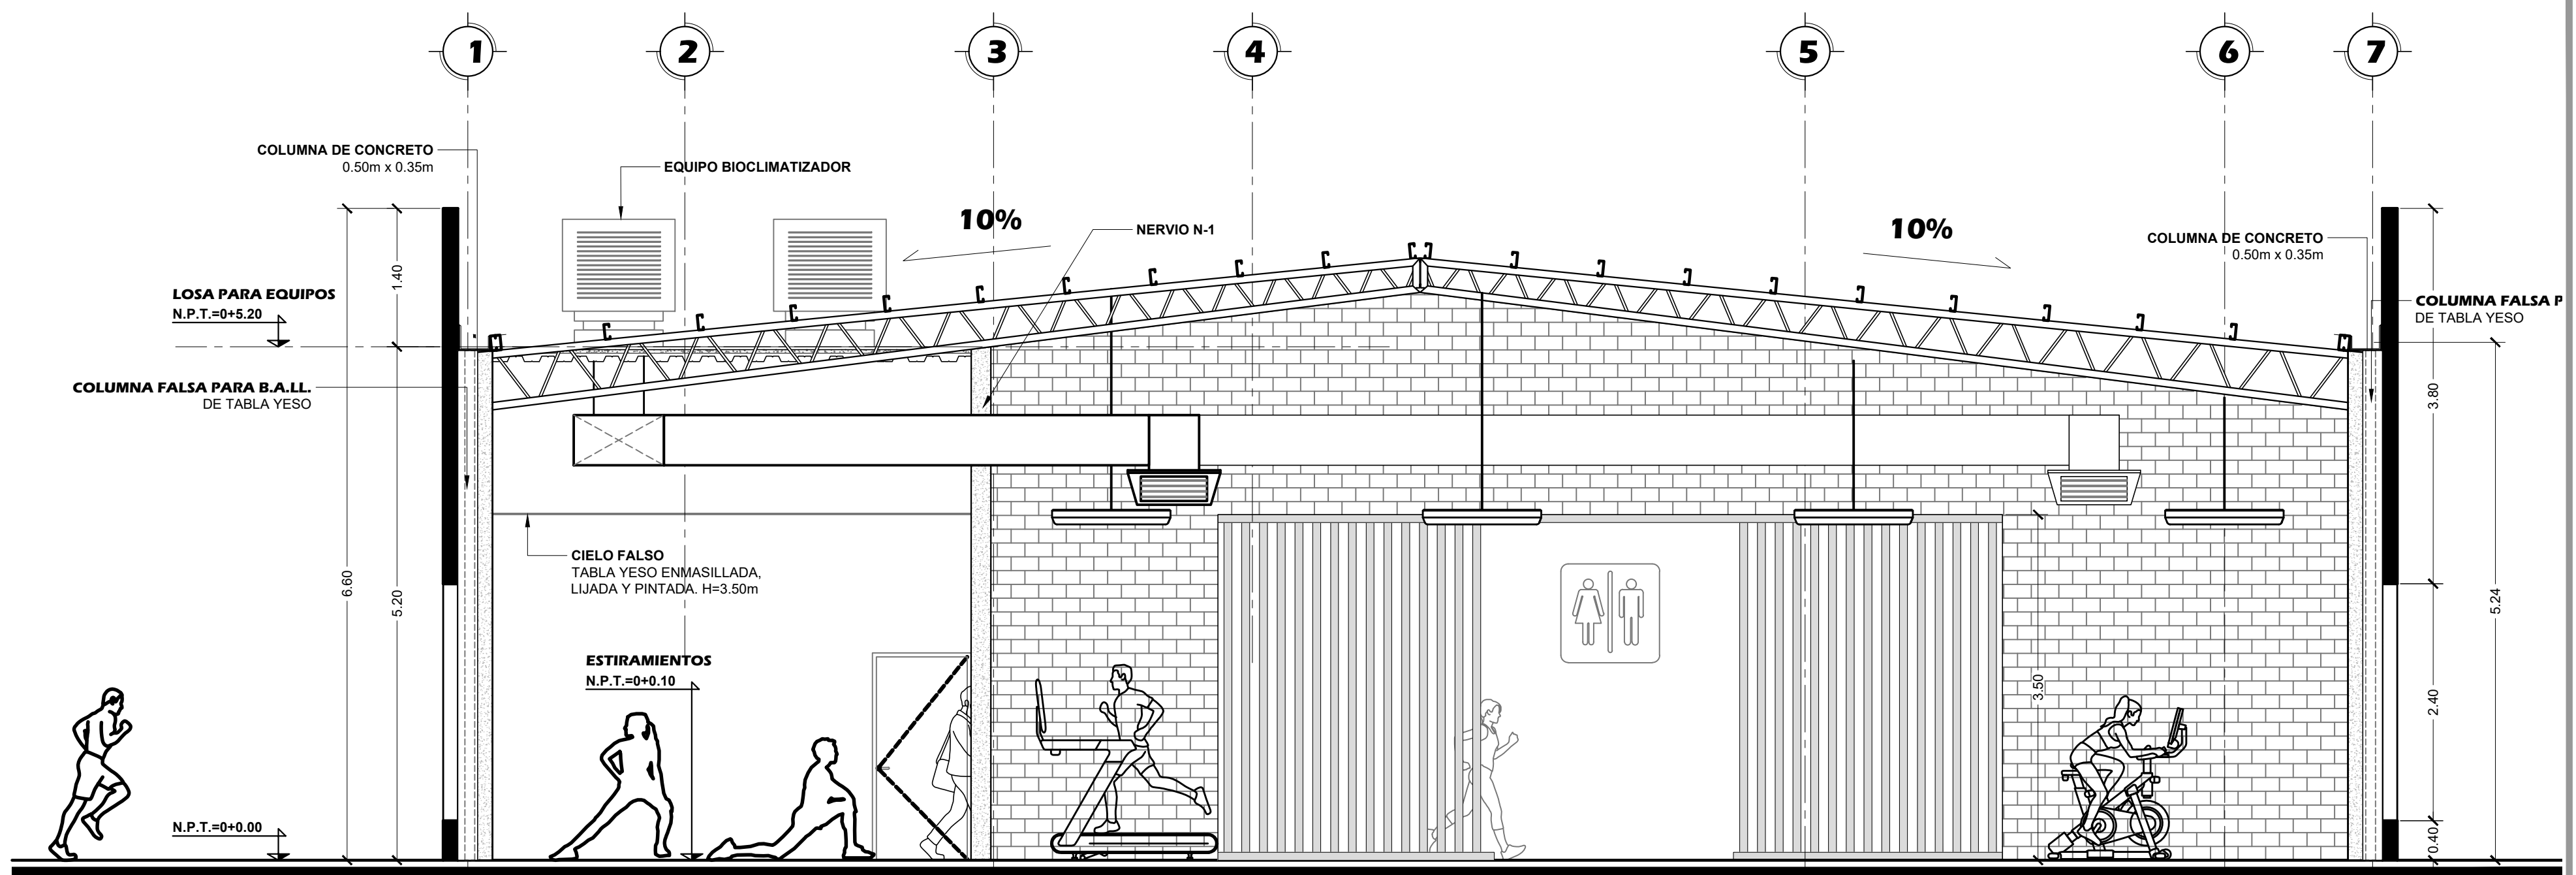 1
2
3
4
5
6
7
COLUMNA DE CONCRETO
0.50m x 0.35m
EQUIPO BIOCLIMATIZADOR
10%
NERVIO N-1
10%
COLUMNA DE CONCRETO
0.50m x 0.35m
LOSA PARA EQUIPOS
N.P.T.=0+5.20
1.40
COLUMNA FALSA P
DE TABLA YESO
COLUMNA FALSA PARA B.A.LL.
DE TABLA YESO
3.80
CIELO FALSO
TABLA YESO ENMASILLADA,
LIJADA Y PINTADA. H=3.50m
6.60
5.20
5.24
ESTIRAMIENTOS
N.P.T.=0+0.10
3.50
2.40
N.P.T.=0+0.00
0.40